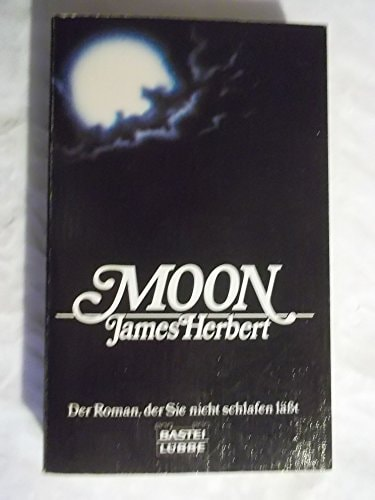 MOON
James Herbert
Der Roman, der Sie nicht schlafen läßt
BASTEI
LÜBBE